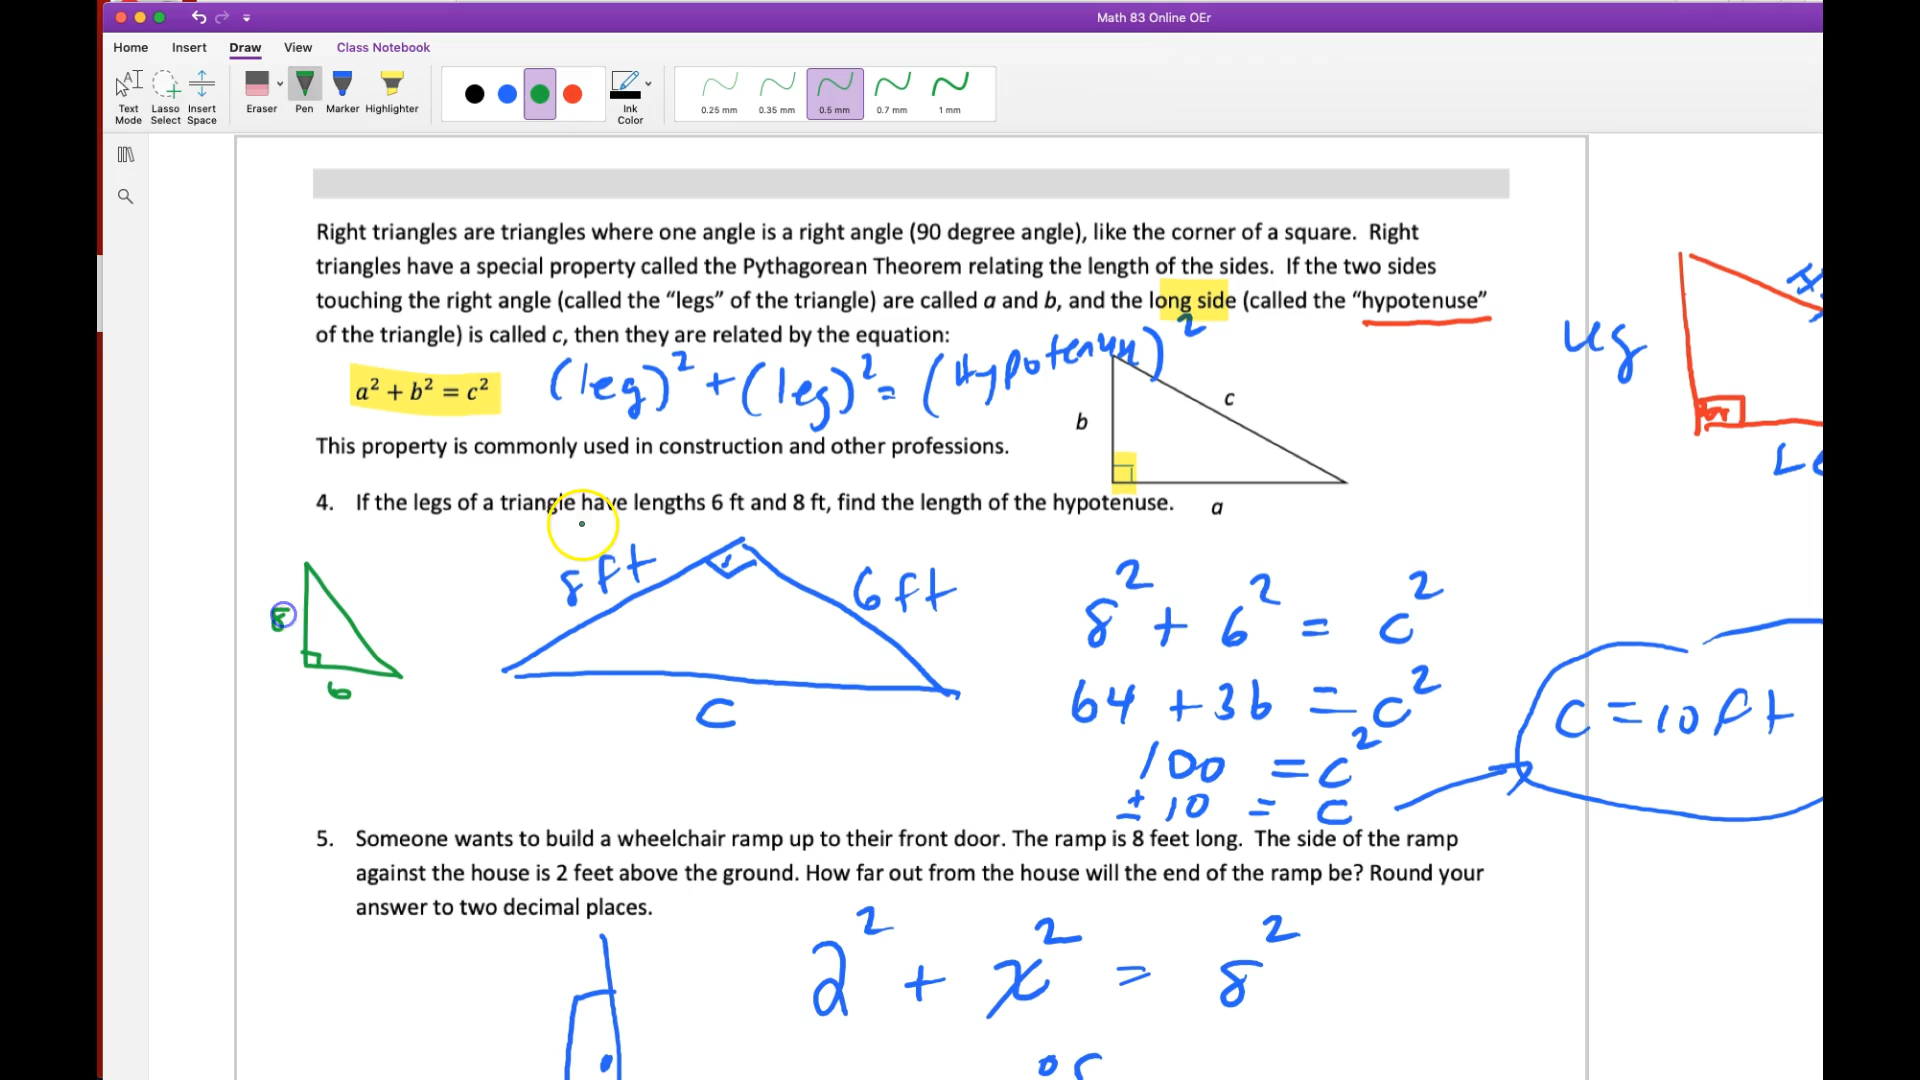 Math 83 Online OEr
Home Insert Draw View Class Notebook
Text Mode
Lasso Select
Insert Space
Eraser
Pen
Marker
Highlighter
Ink Color
0.25 mm
0.35 mm
0.5 mm
0.7 mm
1 mm
Right triangles are triangles where one angle is a right angle (90 degree angle), like the corner of a square. Right
triangles have a special property called the Pythagorean Theorem relating the length of the sides. If the two sides
touching the right angle (called the “legs” of the triangle) are called a and b, and the long side (called the “hypotenuse”
of the triangle) is called c, then they are related by the equation:
a² + b² = c²
(leg)² + (leg)² = (Hypotenuse)²
b
c
a
leg
This property is commonly used in construction and other professions.
4. If the legs of a triangle have lengths 6 ft and 8 ft, find the length of the hypotenuse.
8
6
8 ft
6 ft
c
8² + 6² = c²
64 + 36 = c²
100 = c²
± 10 = c
c = 10 ft
5. Someone wants to build a wheelchair ramp up to their front door. The ramp is 8 feet long. The side of the ramp
against the house is 2 feet above the ground. How far out from the house will the end of the ramp be? Round your
answer to two decimal places.
2² + x² = 8²